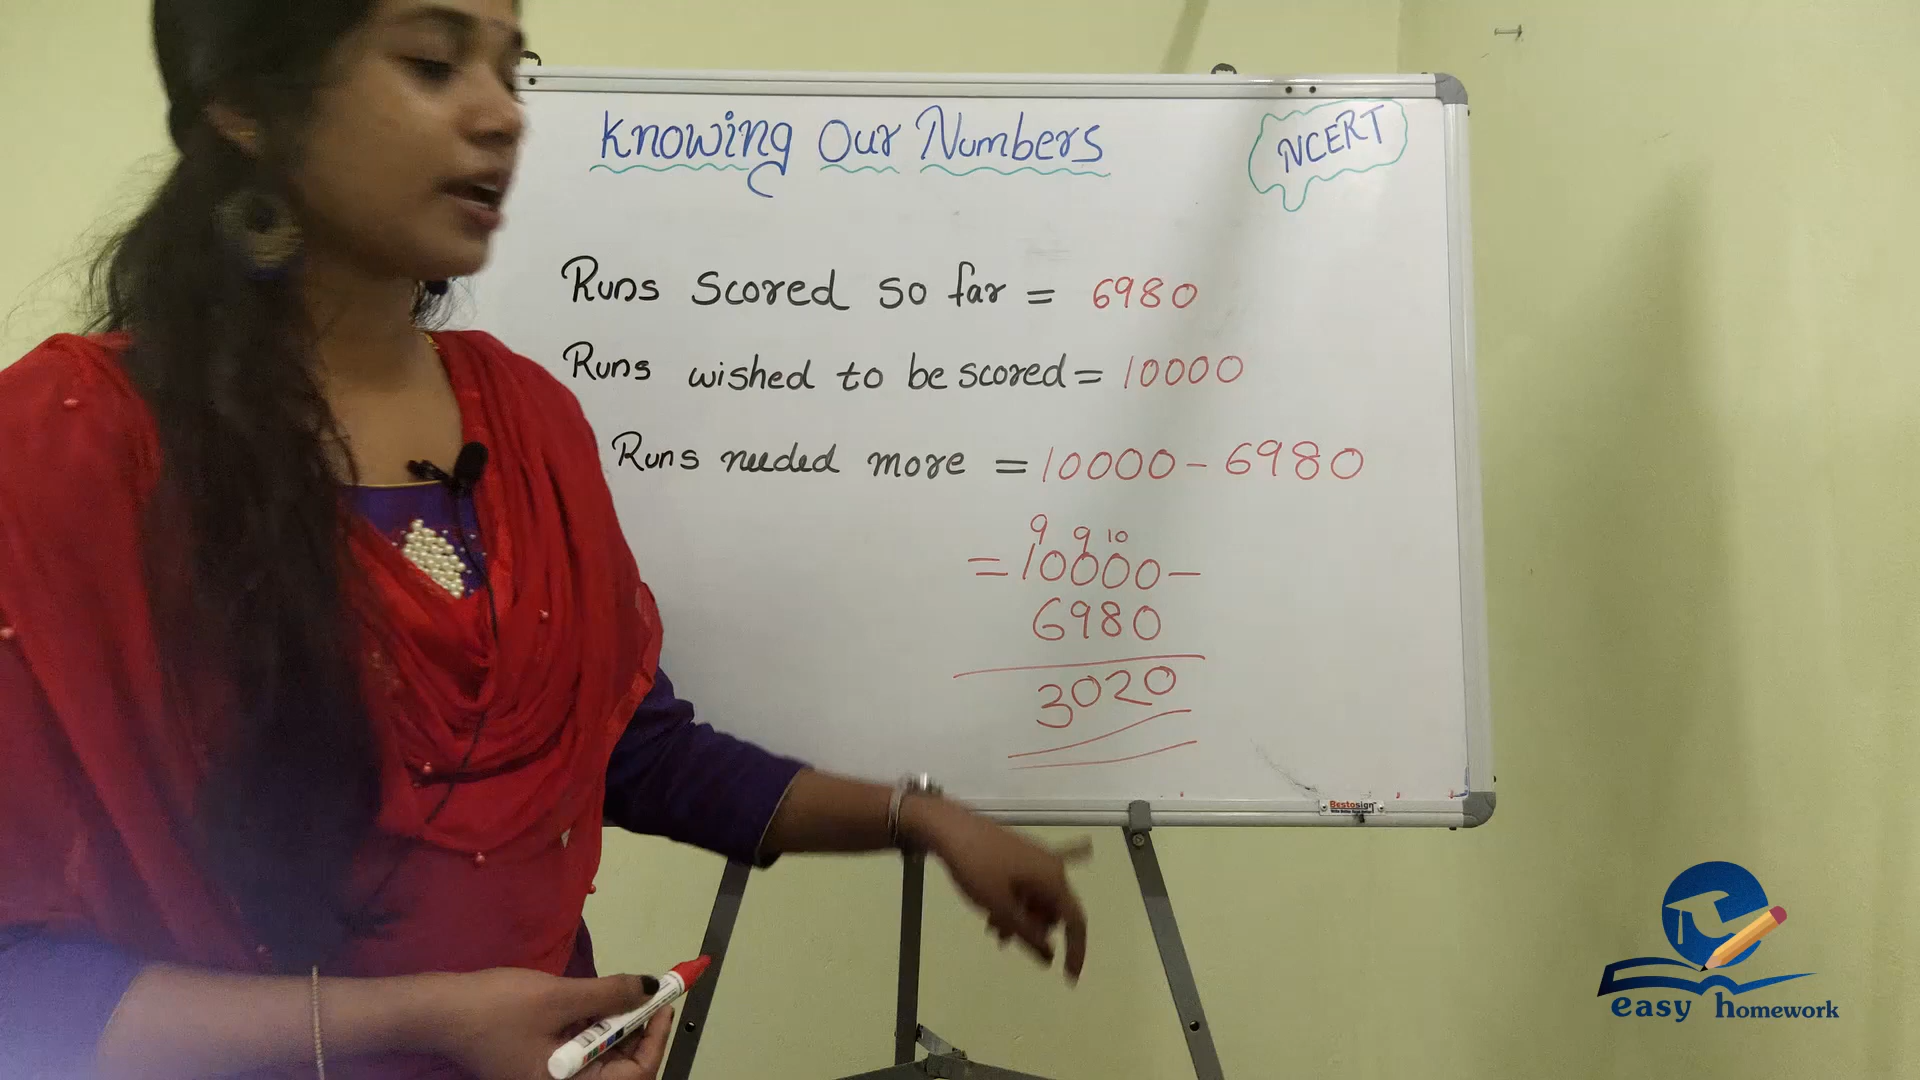 Knowing Our Numbers
NCERT
Runs Scored so far = 6980
Runs wished to be scored = 10000
Runs needed more = 10000 - 6980
9 9 10
= 10000 -
6980
3020
Bestosign
easy homework